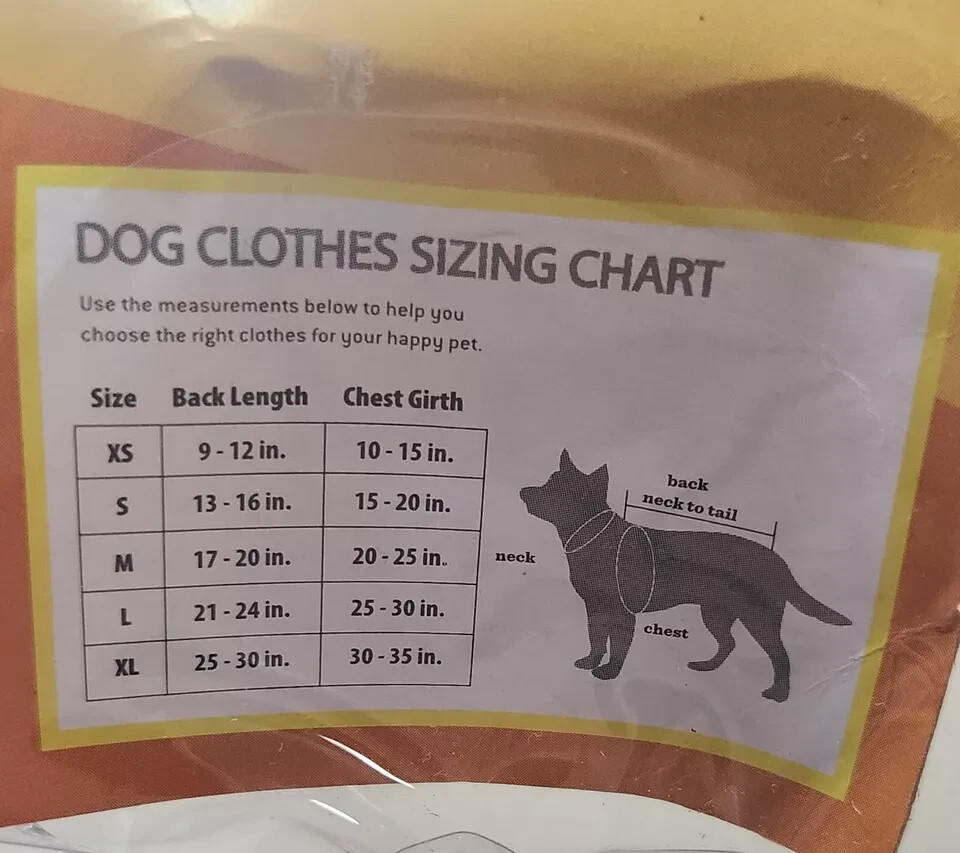 DOG CLOTHES SIZING CHART
Use the measurements below to help you
choose the right clothes for your happy pet.
Size Back Length Chest Girth
XS 9 - 12 in. 10 - 15 in.
S 13 - 16 in. 15 - 20 in.
M 17 - 20 in. 20 - 25 in.
L 21 - 24 in. 25 - 30 in.
XL 25 - 30 in. 30 - 35 in.
back
neck to tail
neck
chest